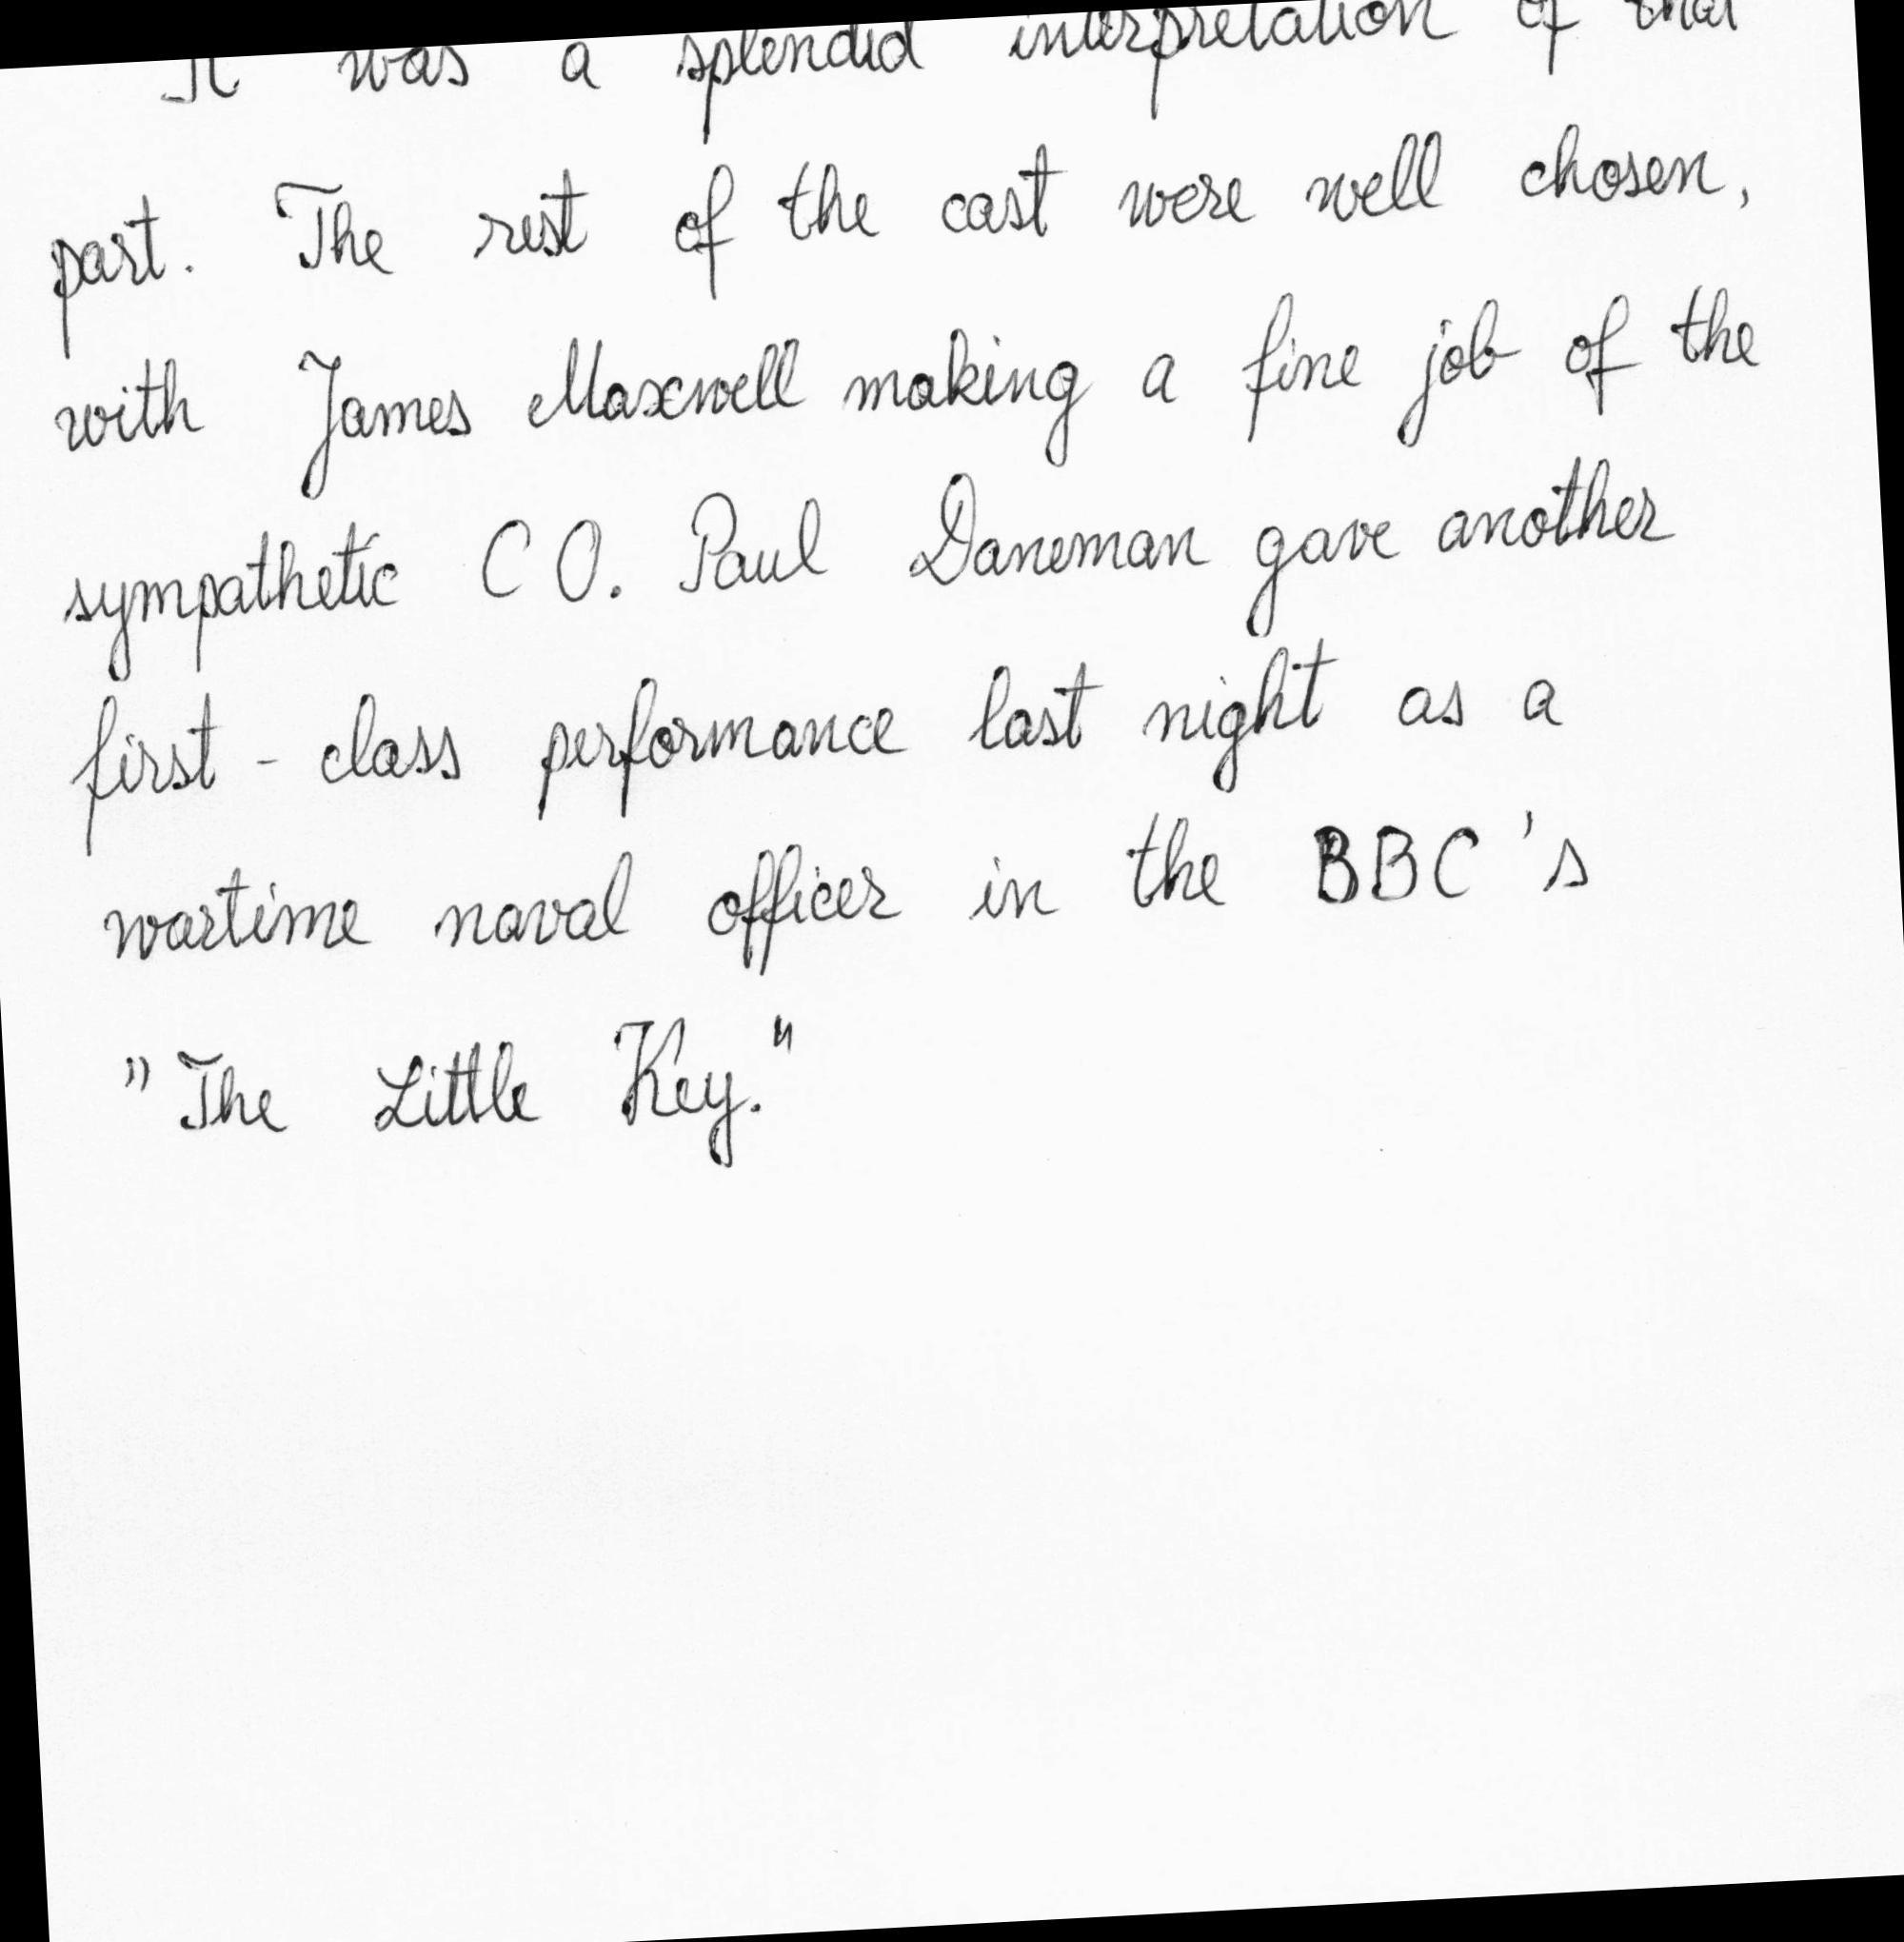 It was a splendid interpretation of that
part. The rest of the cast were well chosen,
with James Maxwell making a fine job of the
sympathetic CO. Paul Daneman gave another
first-class performance last night as a
wartime naval officer in the BBC's
"The Little Key."